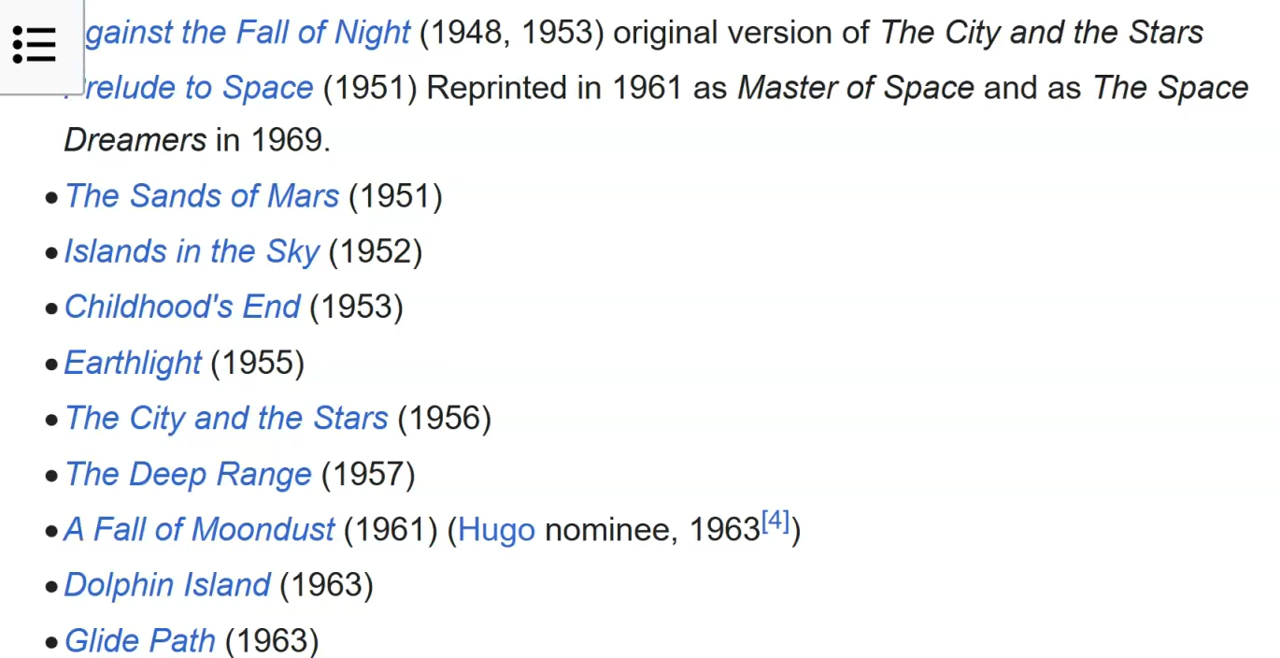 gainst the Fall of Night (1948, 1953) original version of The City and the Stars
relude to Space (1951) Reprinted in 1961 as Master of Space and as The Space
Dreamers in 1969.
• The Sands of Mars (1951)
• Islands in the Sky (1952)
• Childhood's End (1953)
• Earthlight (1955)
• The City and the Stars (1956)
• The Deep Range (1957)
• A Fall of Moondust (1961) (Hugo nominee, 1963[4])
• Dolphin Island (1963)
• Glide Path (1963)